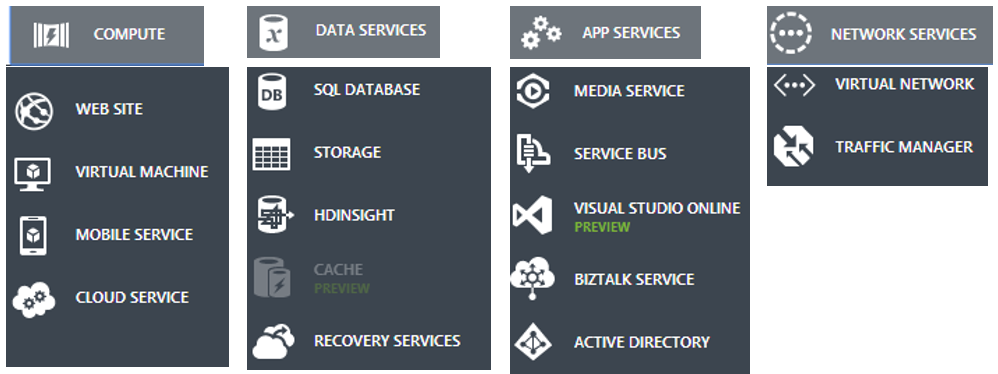 COMPUTE
WEB SITE
VIRTUAL MACHINE
MOBILE SERVICE
CLOUD SERVICE
DATA SERVICES
DB
SQL DATABASE
STORAGE
HDINSIGHT
CACHE
PREVIEW
RECOVERY SERVICES
APP SERVICES
MEDIA SERVICE
SERVICE BUS
VISUAL STUDIO ONLINE
PREVIEW
BIZTALK SERVICE
ACTIVE DIRECTORY
NETWORK SERVICES
VIRTUAL NETWORK
TRAFFIC MANAGER